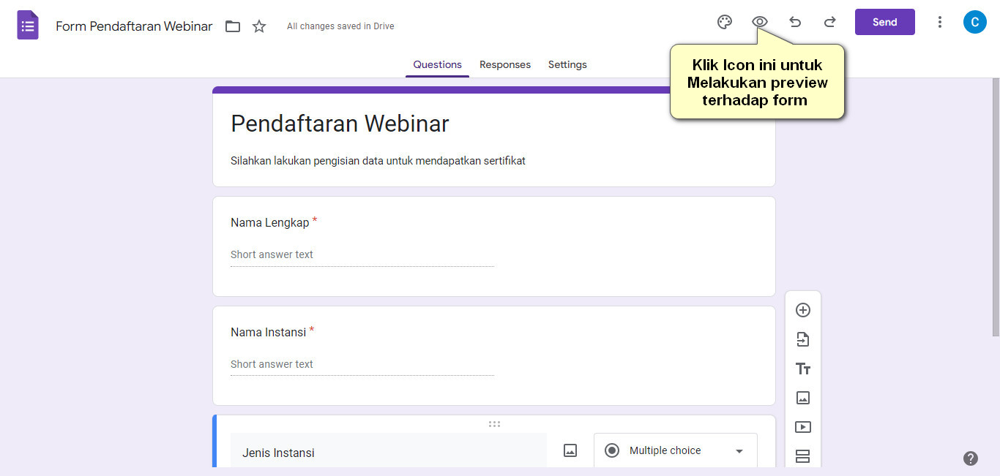 Form Pendaftaran Webinar
All changes saved in Drive
Send
C
Questions
Responses
Settings
Klik Icon ini untuk
Melakukan preview
terhadap form
Pendaftaran Webinar
Silahkan lakukan pengisian data untuk mendapatkan sertifikat
Nama Lengkap *
Short answer text
Nama Instansi *
Short answer text
Jenis Instansi
Multiple choice